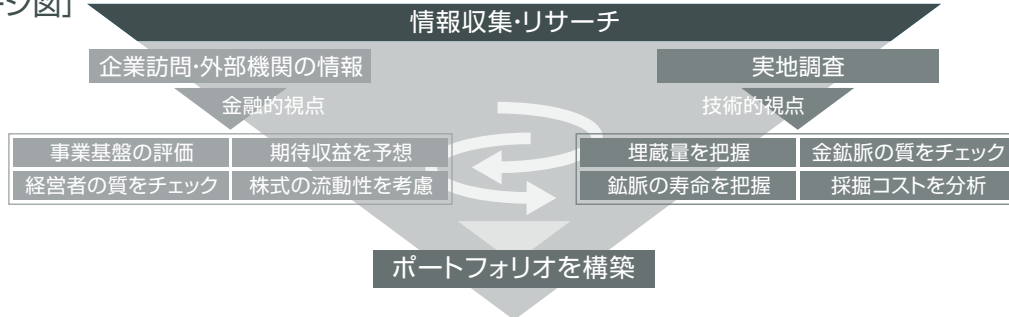 ージ図］
情報収集・リサーチ
企業訪問・外部機関の情報
金融的視点
事業基盤の評価
期待収益を予想
経営者の質をチェック
株式の流動性を考慮
実地調査
技術的視点
埋蔵量を把握
金鉱脈の質をチェック
鉱脈の寿命を把握
採掘コストを分析
ポートフォリオを構築